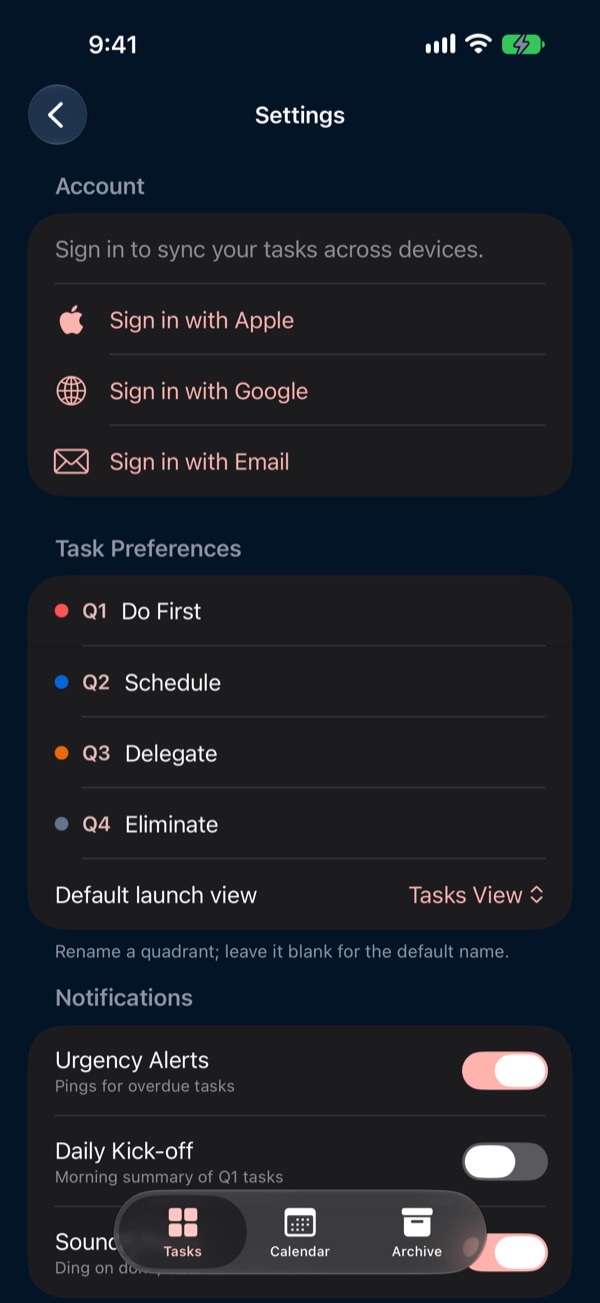 9:41
Settings
Account
Sign in to sync your tasks across devices.
Sign in with Apple
Sign in with Google
Sign in with Email
Task Preferences
Q1 Do First
Q2 Schedule
Q3 Delegate
Q4 Eliminate
Default launch view Tasks View
Rename a quadrant; leave it blank for the default name.
Notifications
Urgency Alerts
Pings for overdue tasks
Daily Kick-off
Morning summary of Q1 tasks
Sound
Ding on
Tasks Calendar Archive